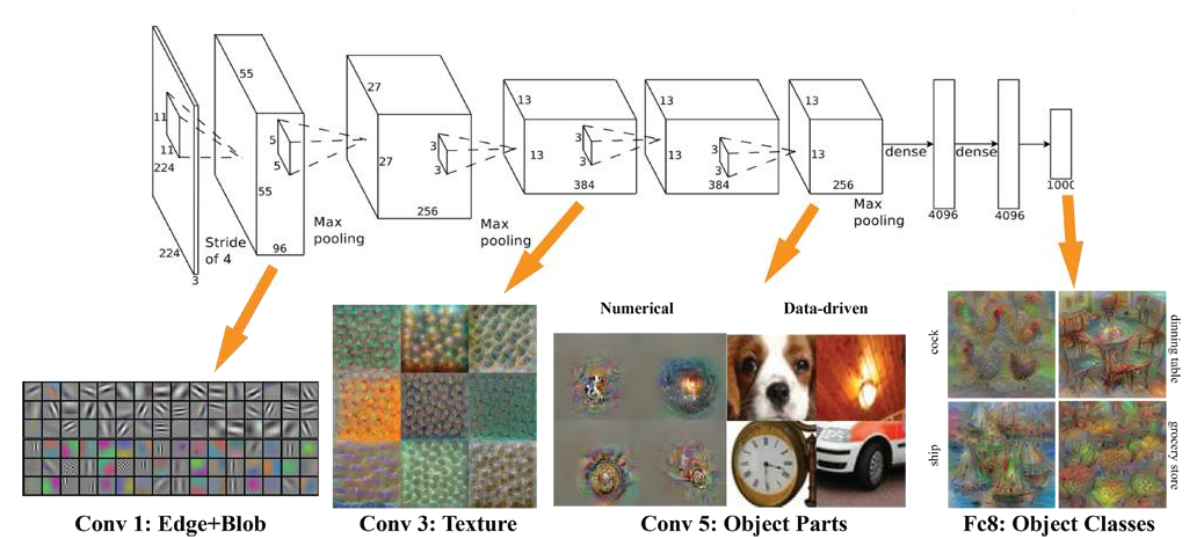 11
11
224
224
3
Stride
of 4
55
55
96
5
5
Max
pooling
27
27
256
3
3
Max
pooling
13
13
384
3
3
13
13
384
3
3
13
13
256
Max
pooling
dense
4096
dense
4096
1000
Numerical
Data-driven
cock
dinning table
ship
grocery store
Conv 1: Edge+Blob
Conv 3: Texture
Conv 5: Object Parts
Fc8: Object Classes